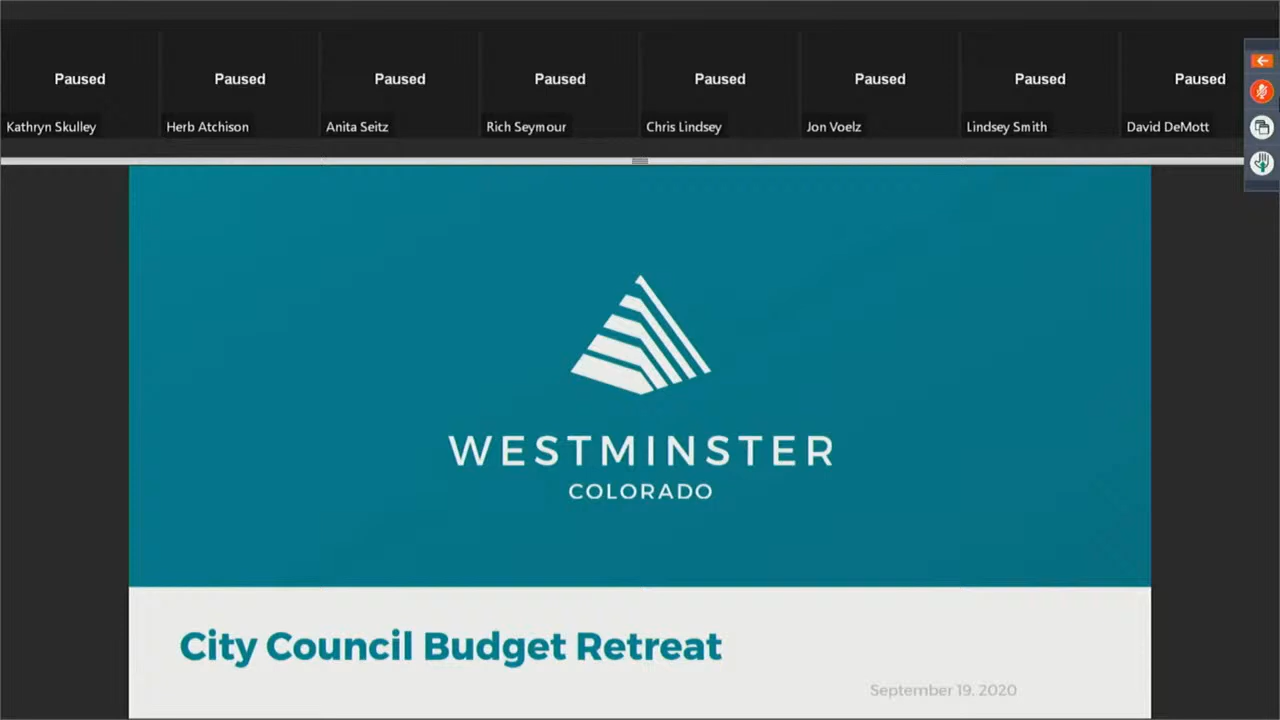 Paused Paused Paused Paused Paused Paused Paused Paused
Kathryn Skulley Herb Atchison Anita Seitz Rich Seymour Chris Lindsey Jon Voelz Lindsey Smith David DeMott
WESTMINSTER
COLORADO
City Council Budget Retreat
September 19, 2020